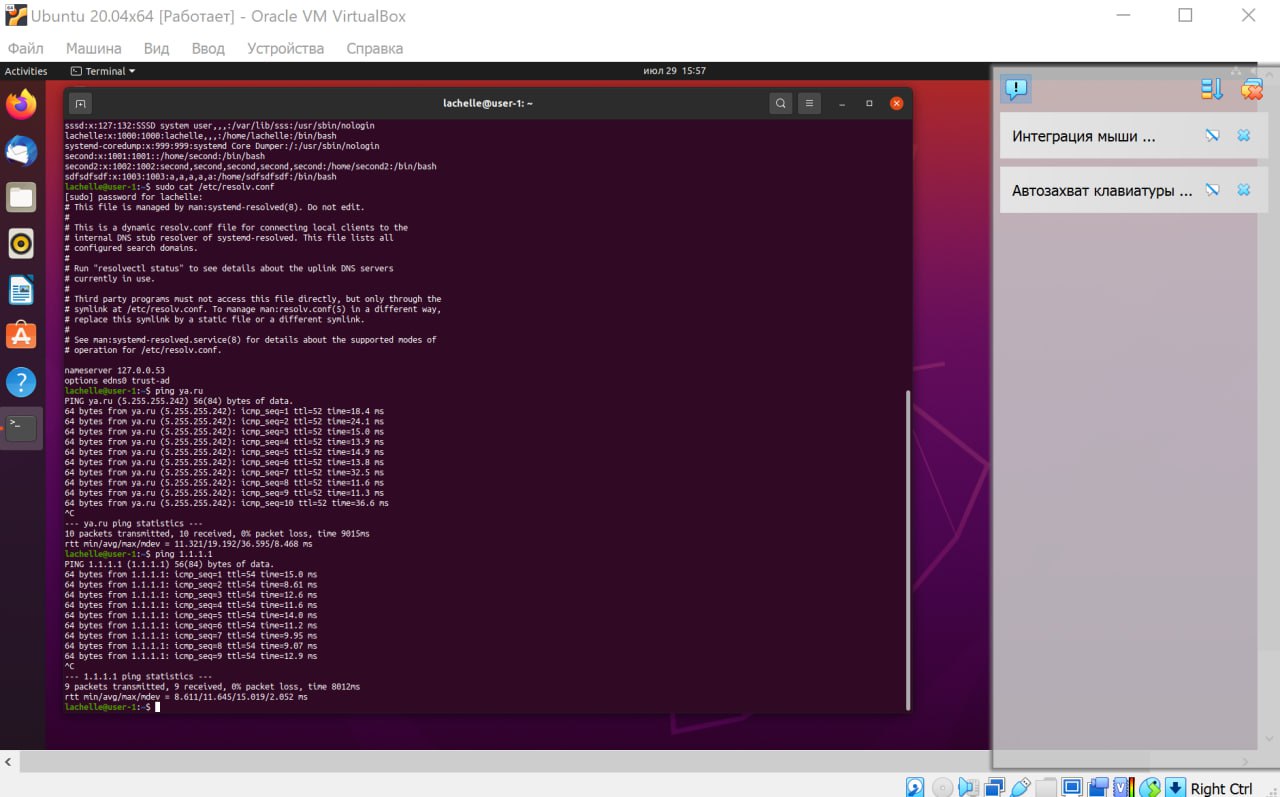 Ubuntu 20.04x64 [Работает] - Oracle VM VirtualBox
Файл Машина Вид Ввод Устройства Справка
Activities Terminal июл 29 15:57
lachelle@user-1: ~
sssd:x:127:132:SSSD system user,,,:/var/lib/sss:/usr/sbin/nologin
lachelle:x:1000:1000:lachelle,,,:/home/lachelle:/bin/bash
systemd-coredump:x:999:999:systemd Core Dumper:/:/usr/sbin/nologin
second:x:1001:1001::/home/second:/bin/bash
second2:x:1002:1002:second,second,second,second,second:/home/second2:/bin/bash
sdfsdfsdf:x:1003:1003:a,a,a,a,a:/home/sdfsdfsdf:/bin/bash
lachelle@user-1:~$ sudo cat /etc/resolv.conf
[sudo] password for lachelle:
# This file is managed by man:systemd-resolved(8). Do not edit.
#
# This is a dynamic resolv.conf file for connecting local clients to the
# internal DNS stub resolver of systemd-resolved. This file lists all
# configured search domains.
#
# Run "resolvectl status" to see details about the uplink DNS servers
# currently in use.
#
# Third party programs must not access this file directly, but only through the
# symlink at /etc/resolv.conf. To manage man:resolv.conf(5) in a different way,
# replace this symlink by a static file or a different symlink.
#
# See man:systemd-resolved.service(8) for details about the supported modes of
# operation for /etc/resolv.conf.
nameserver 127.0.0.53
options edns0 trust-ad
lachelle@user-1:~$ ping ya.ru
PING ya.ru (5.255.255.242) 56(84) bytes of data.
64 bytes from ya.ru (5.255.255.242): icmp_seq=1 ttl=52 time=18.4 ms
64 bytes from ya.ru (5.255.255.242): icmp_seq=2 ttl=52 time=24.1 ms
64 bytes from ya.ru (5.255.255.242): icmp_seq=3 ttl=52 time=15.0 ms
64 bytes from ya.ru (5.255.255.242): icmp_seq=4 ttl=52 time=13.9 ms
64 bytes from ya.ru (5.255.255.242): icmp_seq=5 ttl=52 time=14.9 ms
64 bytes from ya.ru (5.255.255.242): icmp_seq=6 ttl=52 time=13.8 ms
64 bytes from ya.ru (5.255.255.242): icmp_seq=7 ttl=52 time=32.5 ms
64 bytes from ya.ru (5.255.255.242): icmp_seq=8 ttl=52 time=11.6 ms
64 bytes from ya.ru (5.255.255.242): icmp_seq=9 ttl=52 time=11.3 ms
64 bytes from ya.ru (5.255.255.242): icmp_seq=10 ttl=52 time=36.6 ms
^C
--- ya.ru ping statistics ---
10 packets transmitted, 10 received, 0% packet loss, time 9015ms
rtt min/avg/max/mdev = 11.321/19.192/36.595/8.468 ms
lachelle@user-1:~$ ping 1.1.1.1
PING 1.1.1.1 (1.1.1.1) 56(84) bytes of data.
64 bytes from 1.1.1.1: icmp_seq=1 ttl=54 time=15.0 ms
64 bytes from 1.1.1.1: icmp_seq=2 ttl=54 time=8.61 ms
64 bytes from 1.1.1.1: icmp_seq=3 ttl=54 time=12.6 ms
64 bytes from 1.1.1.1: icmp_seq=4 ttl=54 time=11.6 ms
64 bytes from 1.1.1.1: icmp_seq=5 ttl=54 time=14.0 ms
64 bytes from 1.1.1.1: icmp_seq=6 ttl=54 time=11.2 ms
64 bytes from 1.1.1.1: icmp_seq=7 ttl=54 time=9.95 ms
64 bytes from 1.1.1.1: icmp_seq=8 ttl=54 time=9.07 ms
64 bytes from 1.1.1.1: icmp_seq=9 ttl=54 time=12.9 ms
^C
--- 1.1.1.1 ping statistics ---
9 packets transmitted, 9 received, 0% packet loss, time 8012ms
rtt min/avg/max/mdev = 8.611/11.645/15.019/2.052 ms
lachelle@user-1:~$
Интеграция мыши ...
Автозахват клавиатуры ...
Right Ctrl